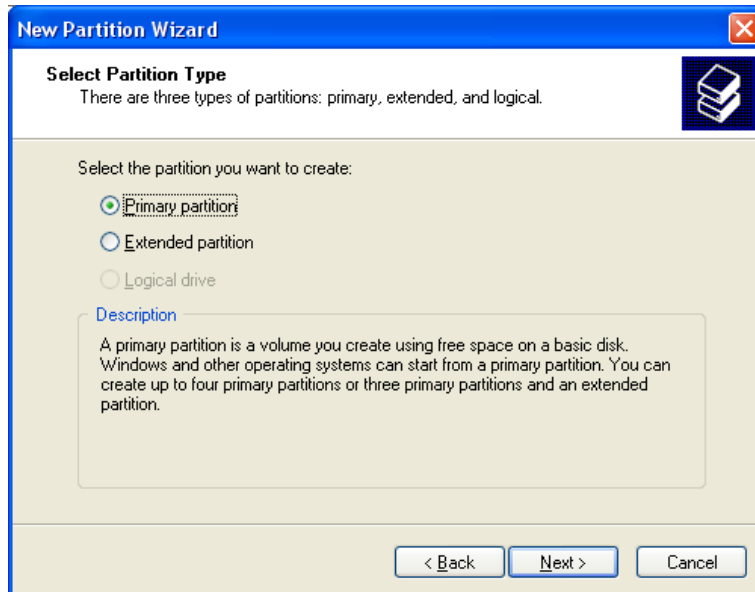 New Partition Wizard
Select Partition Type
There are three types of partitions: primary, extended, and logical.
Select the partition you want to create:
Primary partition
Extended partition
Logical drive
Description
A primary partition is a volume you create using free space on a basic disk.
Windows and other operating systems can start from a primary partition. You can
create up to four primary partitions or three primary partitions and an extended
partition.
< Back Next > Cancel